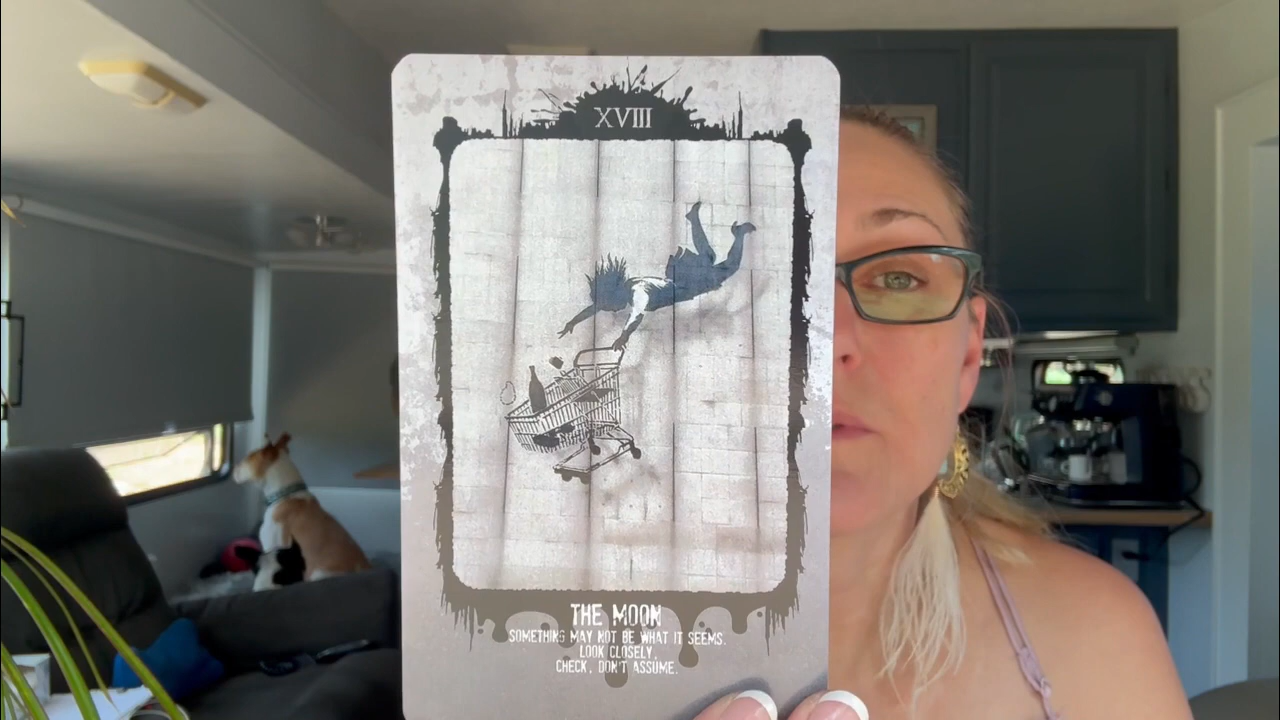 XVIII
THE MOON
SOMETHING MAY NOT BE WHAT IT SEEMS.
LOOK CLOSELY,
CHECK, DON'T ASSUME.